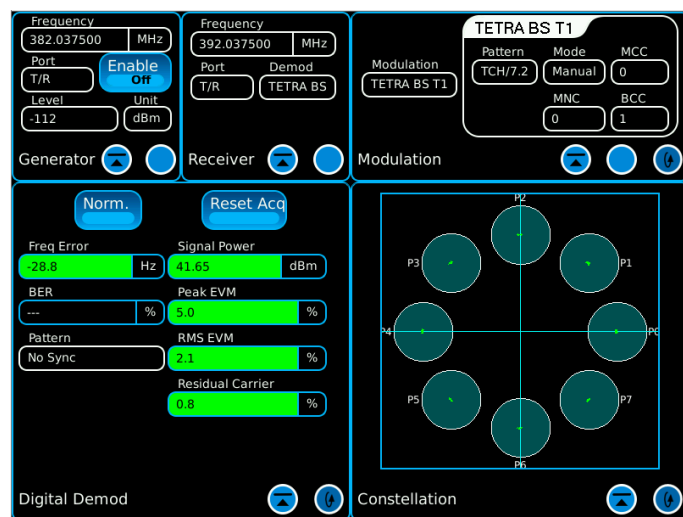 Frequency
382.037500 MHz
Port
T/R
Enable
Off
Level
-112
Unit
dBm
Generator
Frequency
392.037500 MHz
Port
T/R
Demod
TETRA BS
Receiver
Modulation
TETRA BS T1
TETRA BS T1
Pattern
TCH/7.2
Mode
Manual
MCC
0
MNC
0
BCC
1
Modulation
Norm.
Reset Acq
Freq Error
-28.8 Hz
BER
--- %
Pattern
No Sync
Signal Power
41.65 dBm
Peak EVM
5.0 %
RMS EVM
2.1 %
Residual Carrier
0.8 %
Digital Demod
P2
P3
P1
P4
P0
P5
P7
P6
Constellation